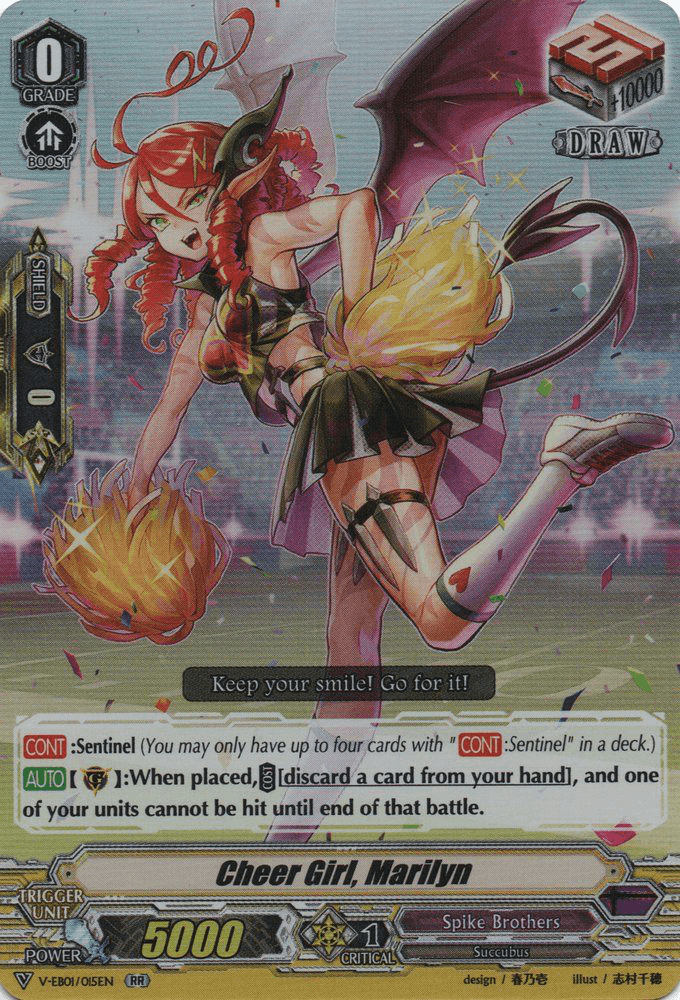 0
GRADE
BOOST
+10000
DRAW
SHIELD
0
Keep your smile! Go for it!
CONT:Sentinel (You may only have up to four cards with "CONT:Sentinel" in a deck.)
AUTO【 G 】:When placed, COST [discard a card from your hand], and one
of your units cannot be hit until end of that battle.
Cheer Girl, Marilyn
TRIGGER
UNIT
POWER 5000
1
CRITICAL
Spike Brothers
Succubus
V-EB01/015EN RR
design / 春乃壱 illust / 志村千穂